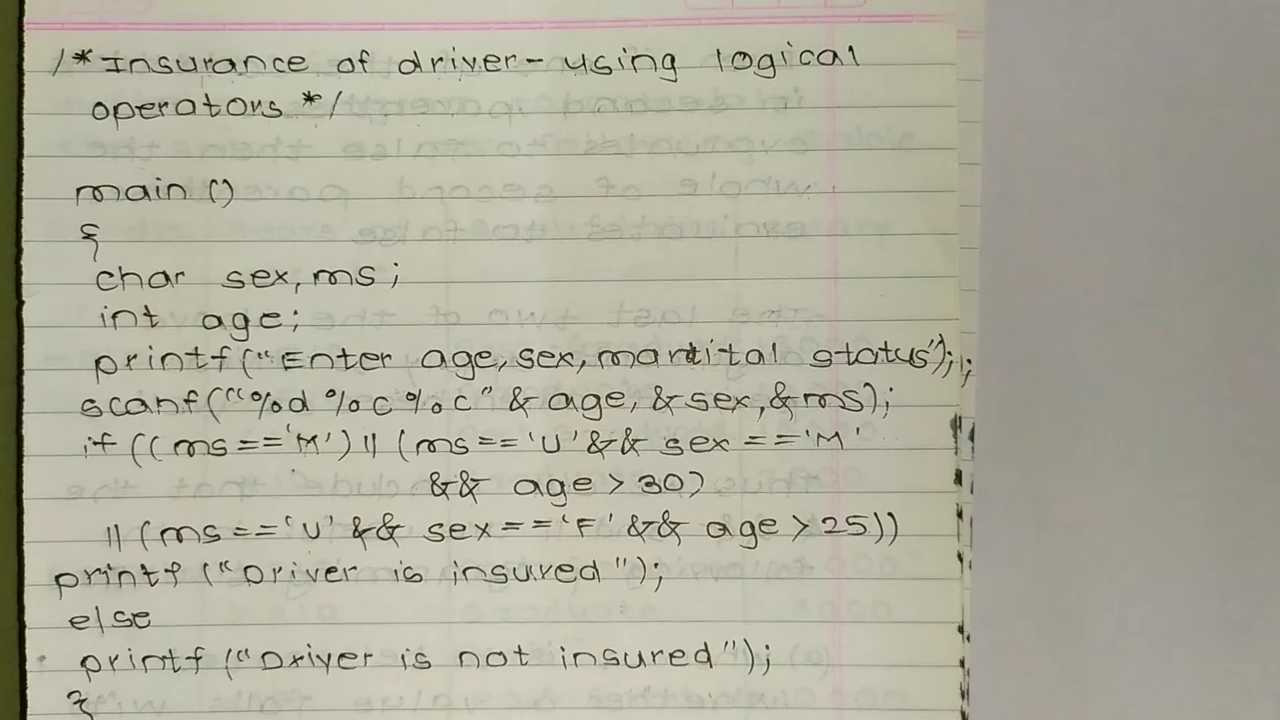 /*Insurance of driver- using logical
operators */
main ()
{
char sex, ms;
int age;
printf("Enter age, sex, martital status");;
scanf("%d %c %c" & age, & sex, & ms);
if ((ms=='M') || (ms=='U' && sex=='M'
&& age > 30)
|| (ms=='U' && sex=='F' && age > 25))
printf ("Driver is insured");
else
printf ("Driver is not insured");
}